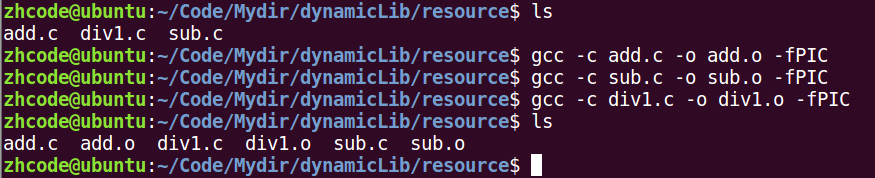 zhcode@ubuntu:~/Code/Mydir/dynamicLib/resource$ ls
add.c  div1.c  sub.c
zhcode@ubuntu:~/Code/Mydir/dynamicLib/resource$ gcc -c add.c -o add.o -fPIC
zhcode@ubuntu:~/Code/Mydir/dynamicLib/resource$ gcc -c sub.c -o sub.o -fPIC
zhcode@ubuntu:~/Code/Mydir/dynamicLib/resource$ gcc -c div1.c -o div1.o -fPIC
zhcode@ubuntu:~/Code/Mydir/dynamicLib/resource$ ls
add.c  add.o  div1.c  div1.o  sub.c  sub.o
zhcode@ubuntu:~/Code/Mydir/dynamicLib/resource$